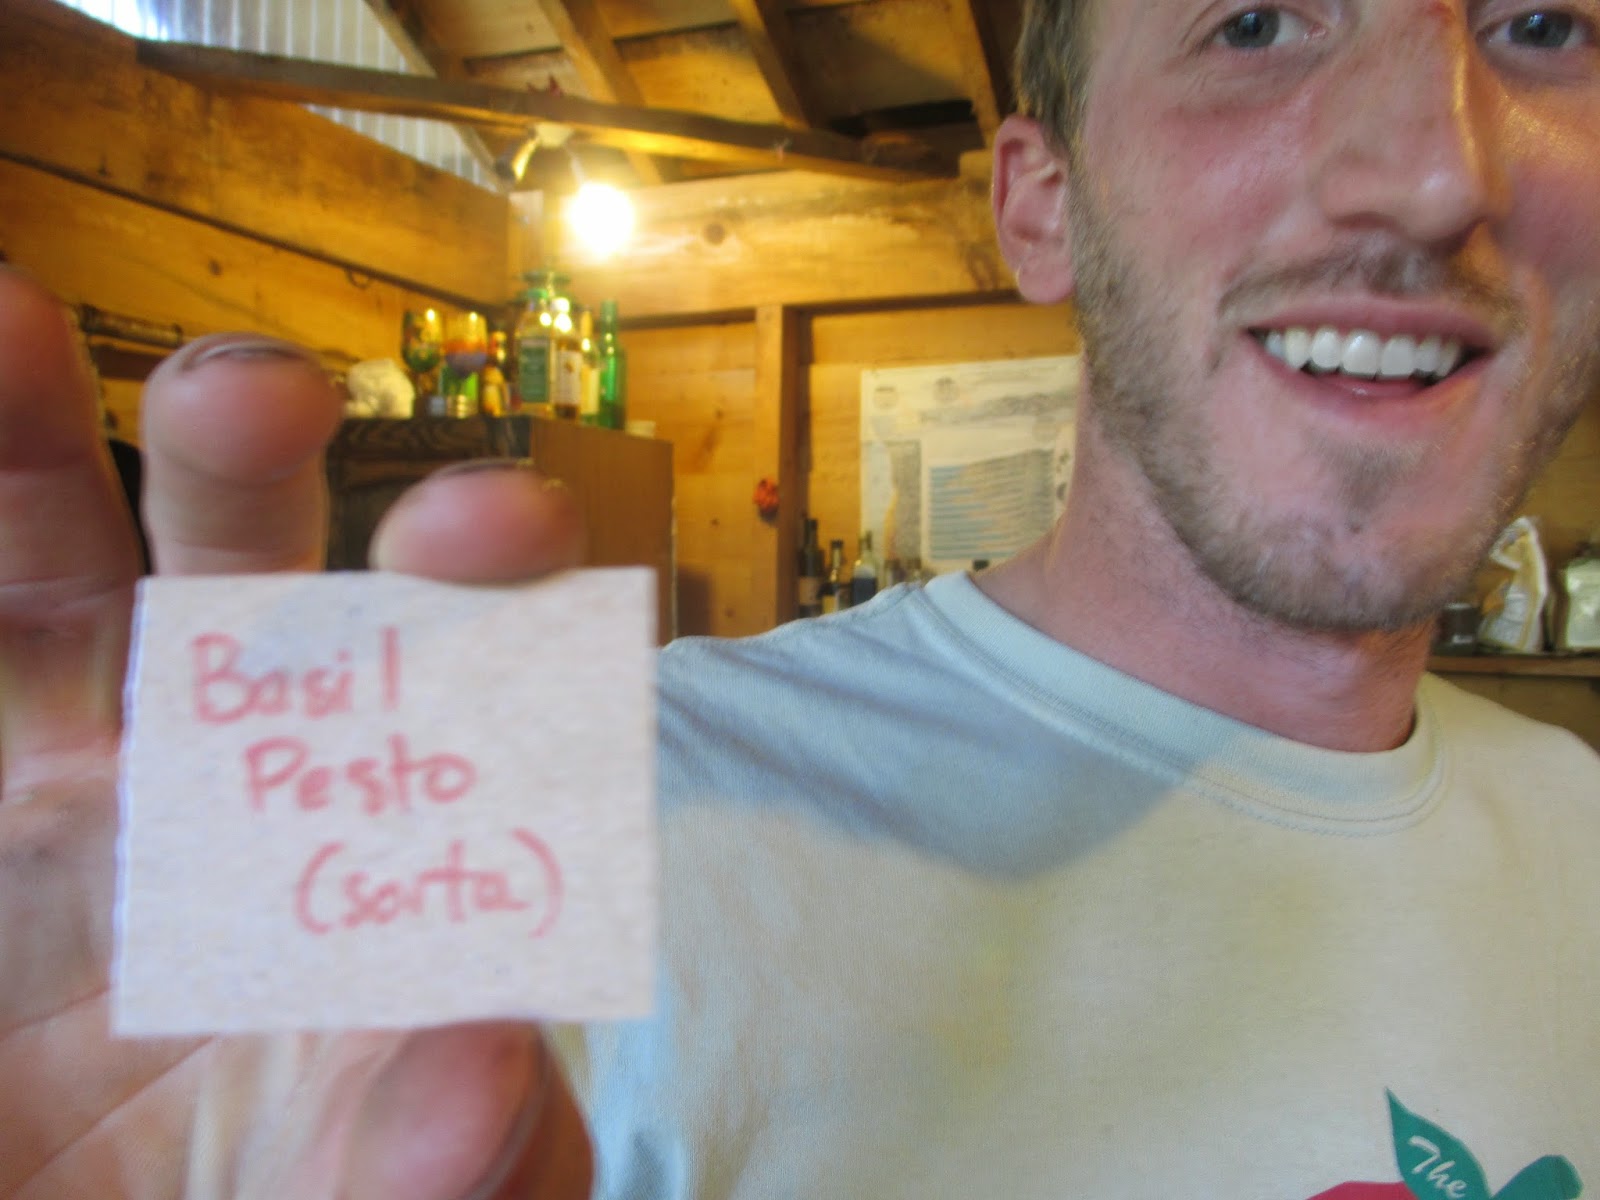 Basil
Pesto
(sorta)
The